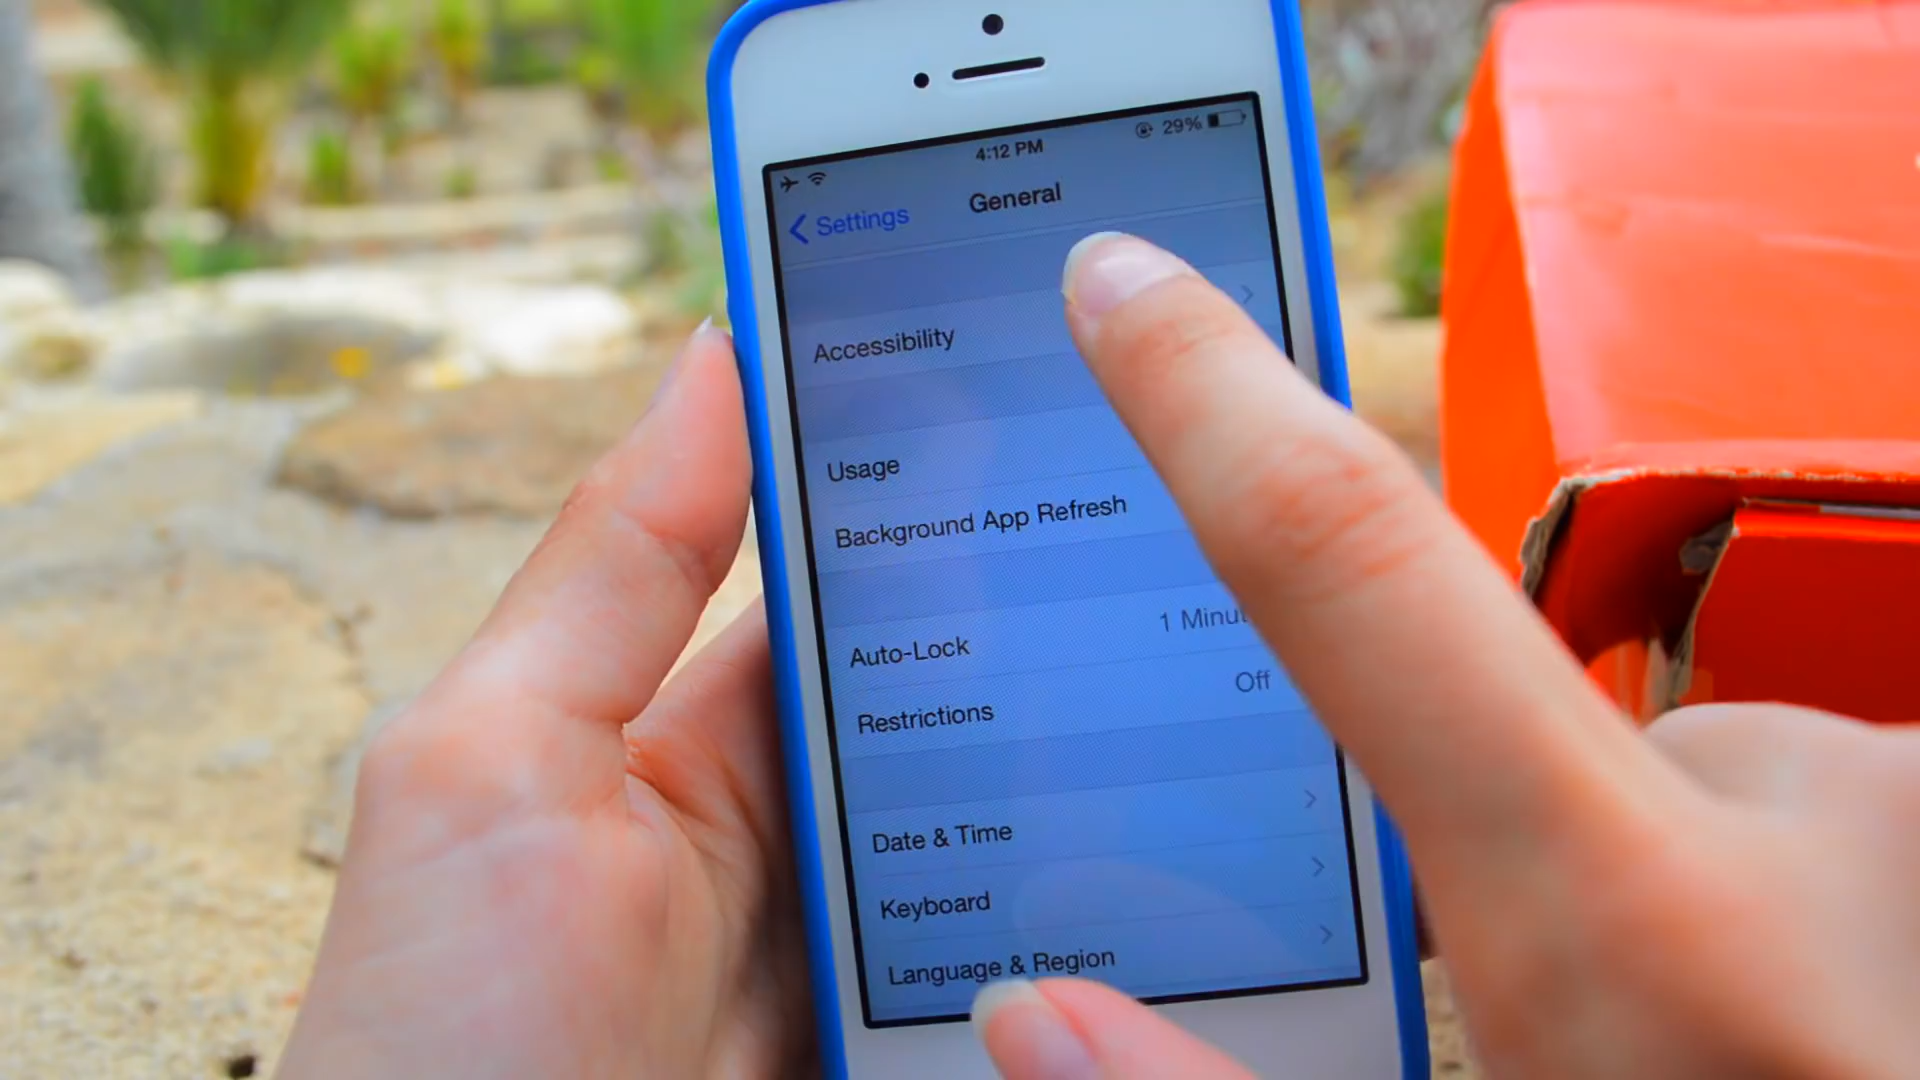 4:12 PM 29%
Settings General
Accessibility
Usage
Background App Refresh
Auto-Lock 1
Restrictions Off
Date & Time
Keyboard
Language & Region